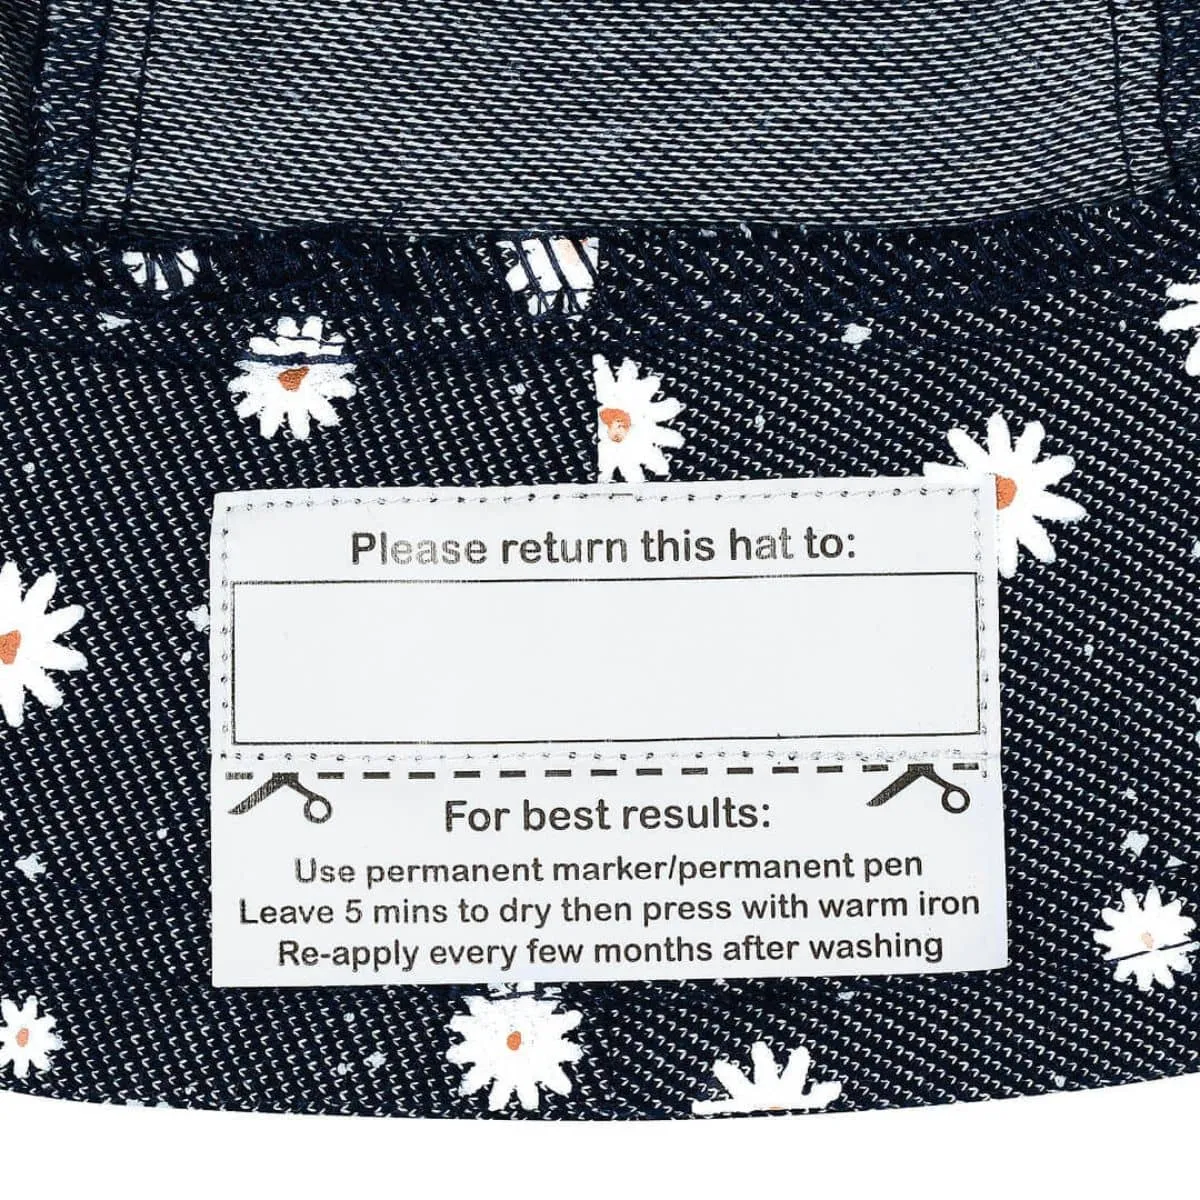 Please return this hat to:
For best results:
Use permanent marker/permanent pen
Leave 5 mins to dry then press with warm iron
Re-apply every few months after washing